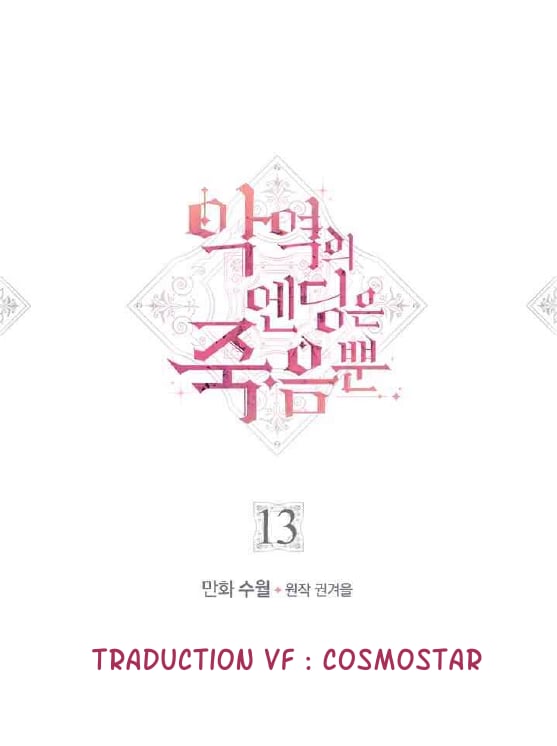 악역의
엔딩은
죽음뿐
13
만화 수월 ✦ 원작 권겨을
TRADUCTION VF : COSMOSTAR